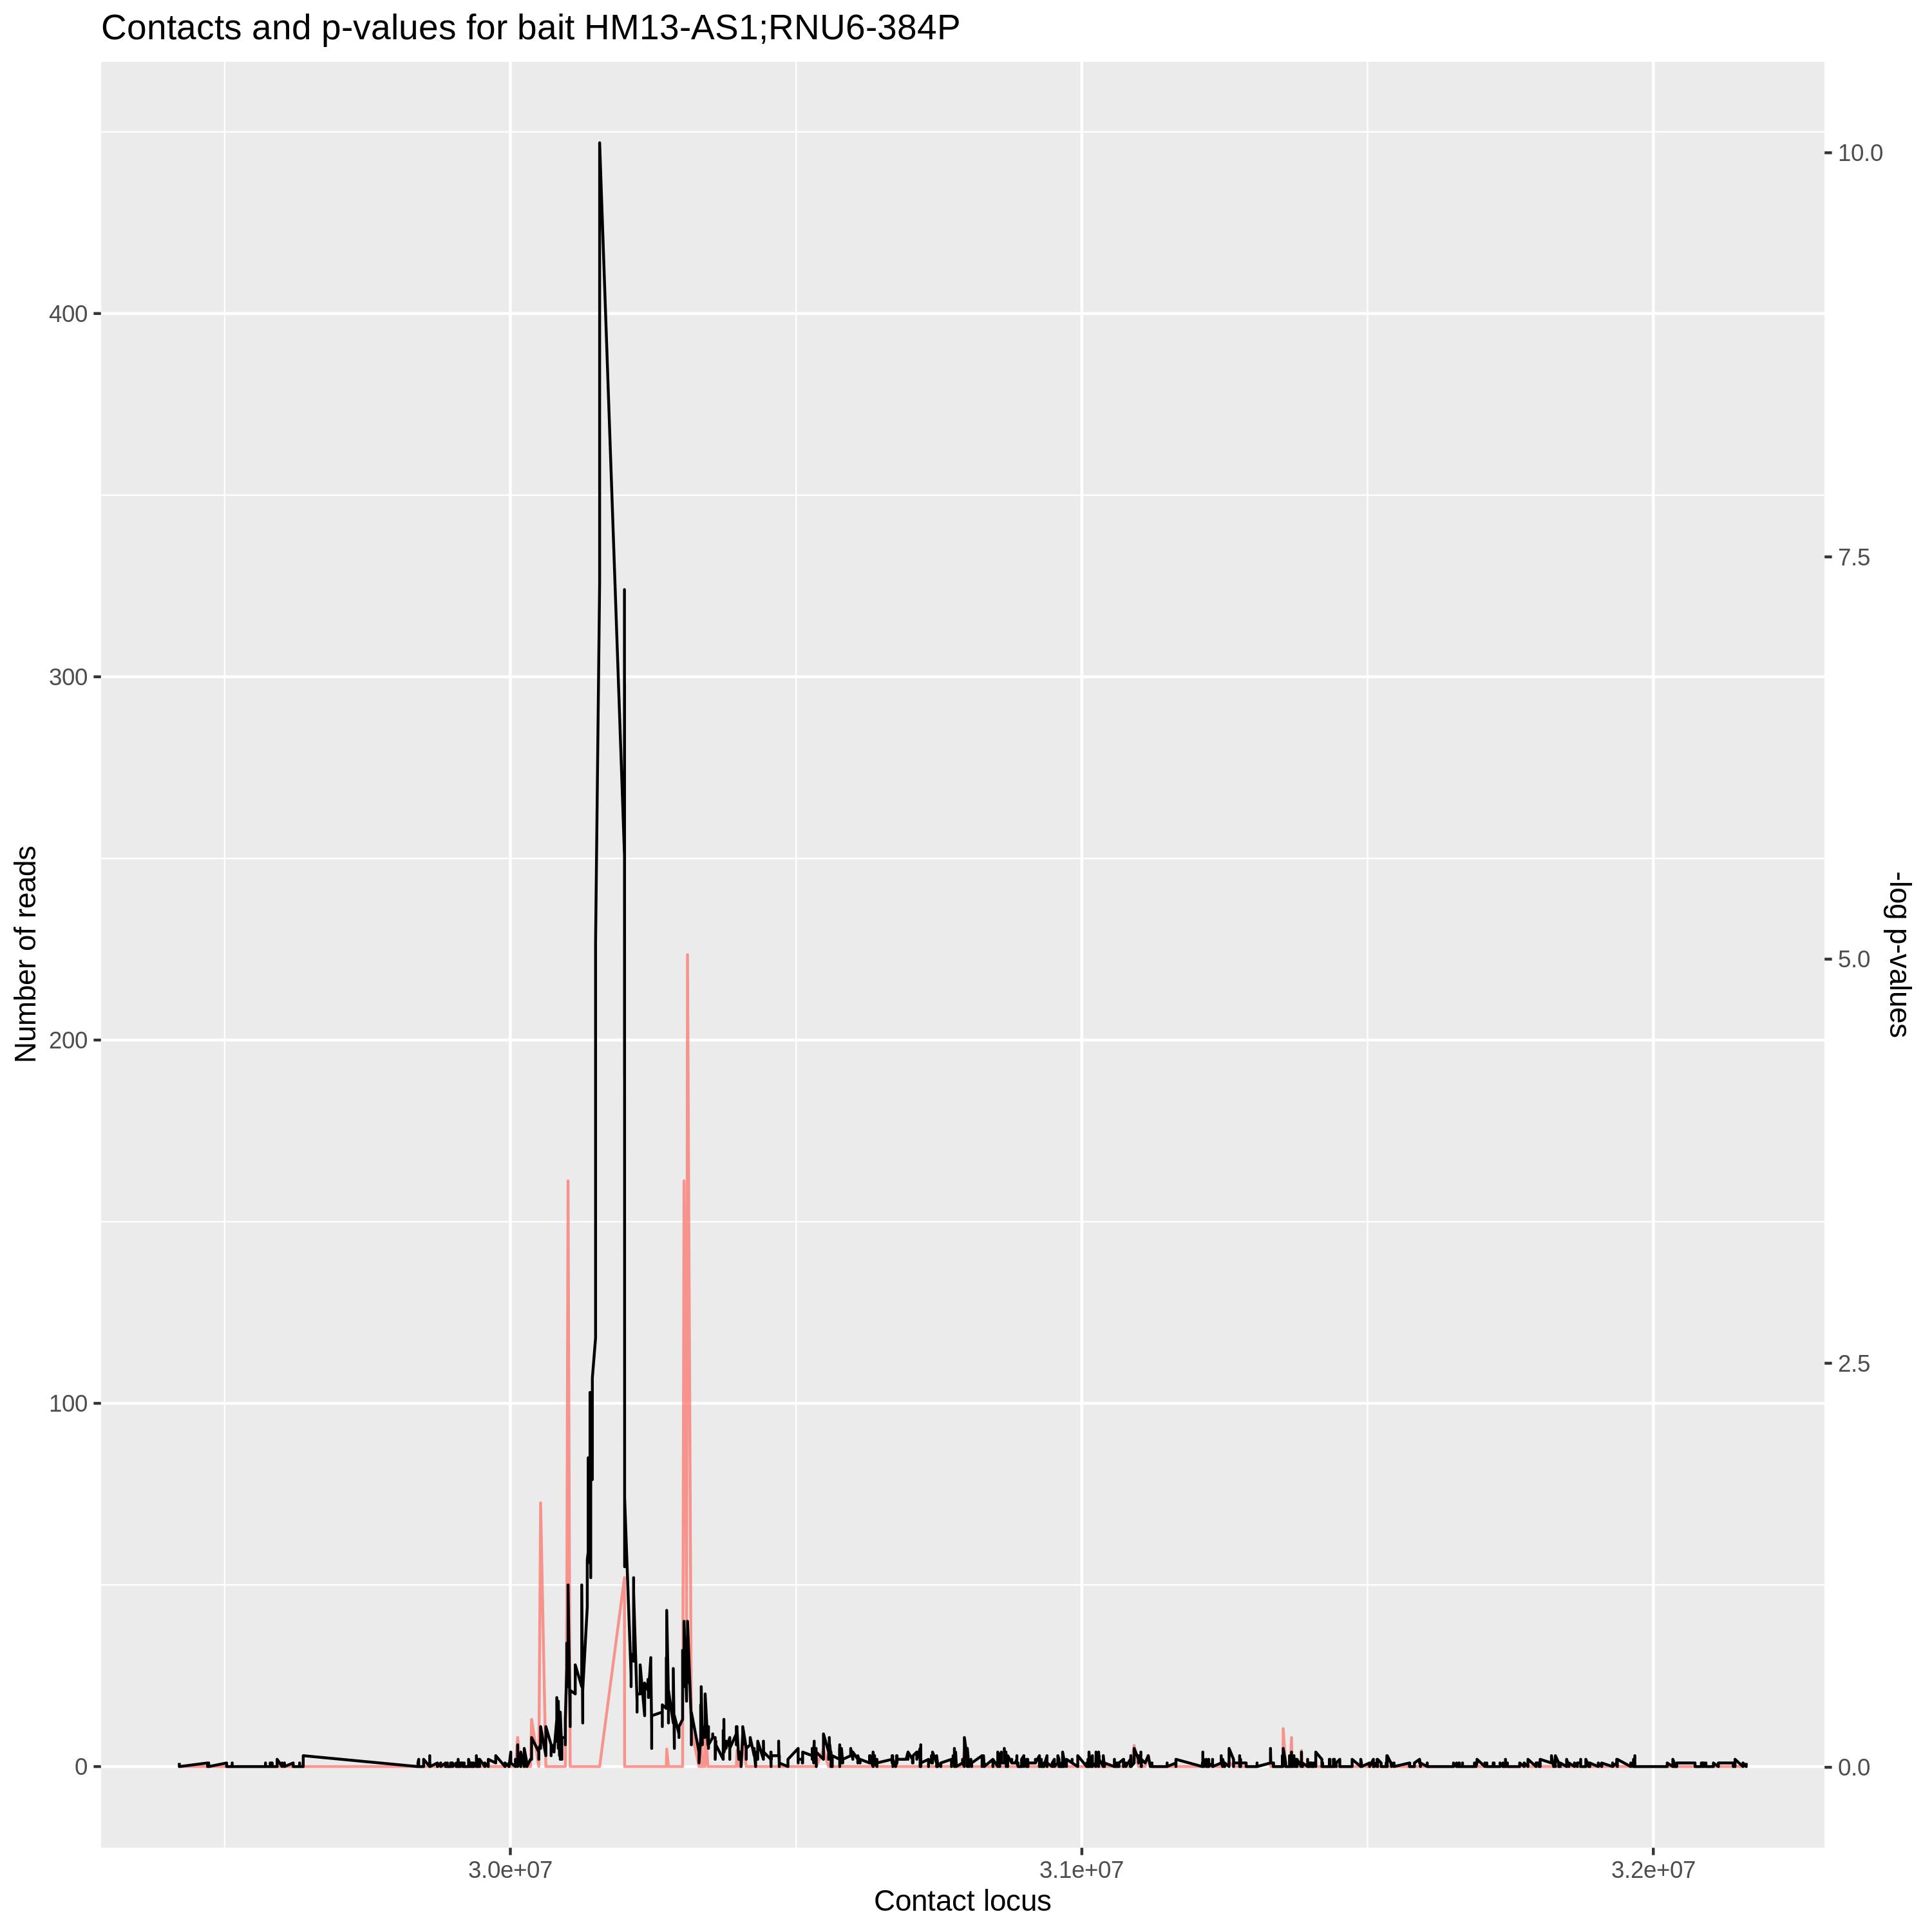 Contacts and p-values for bait HM13-AS1;RNU6-384P
10.0
400
7.5
300
5.0
Number of reads
-log p-values
200
2.5
100
0
0.0
3.0e+07
3.1e+07
3.2e+07
Contact locus